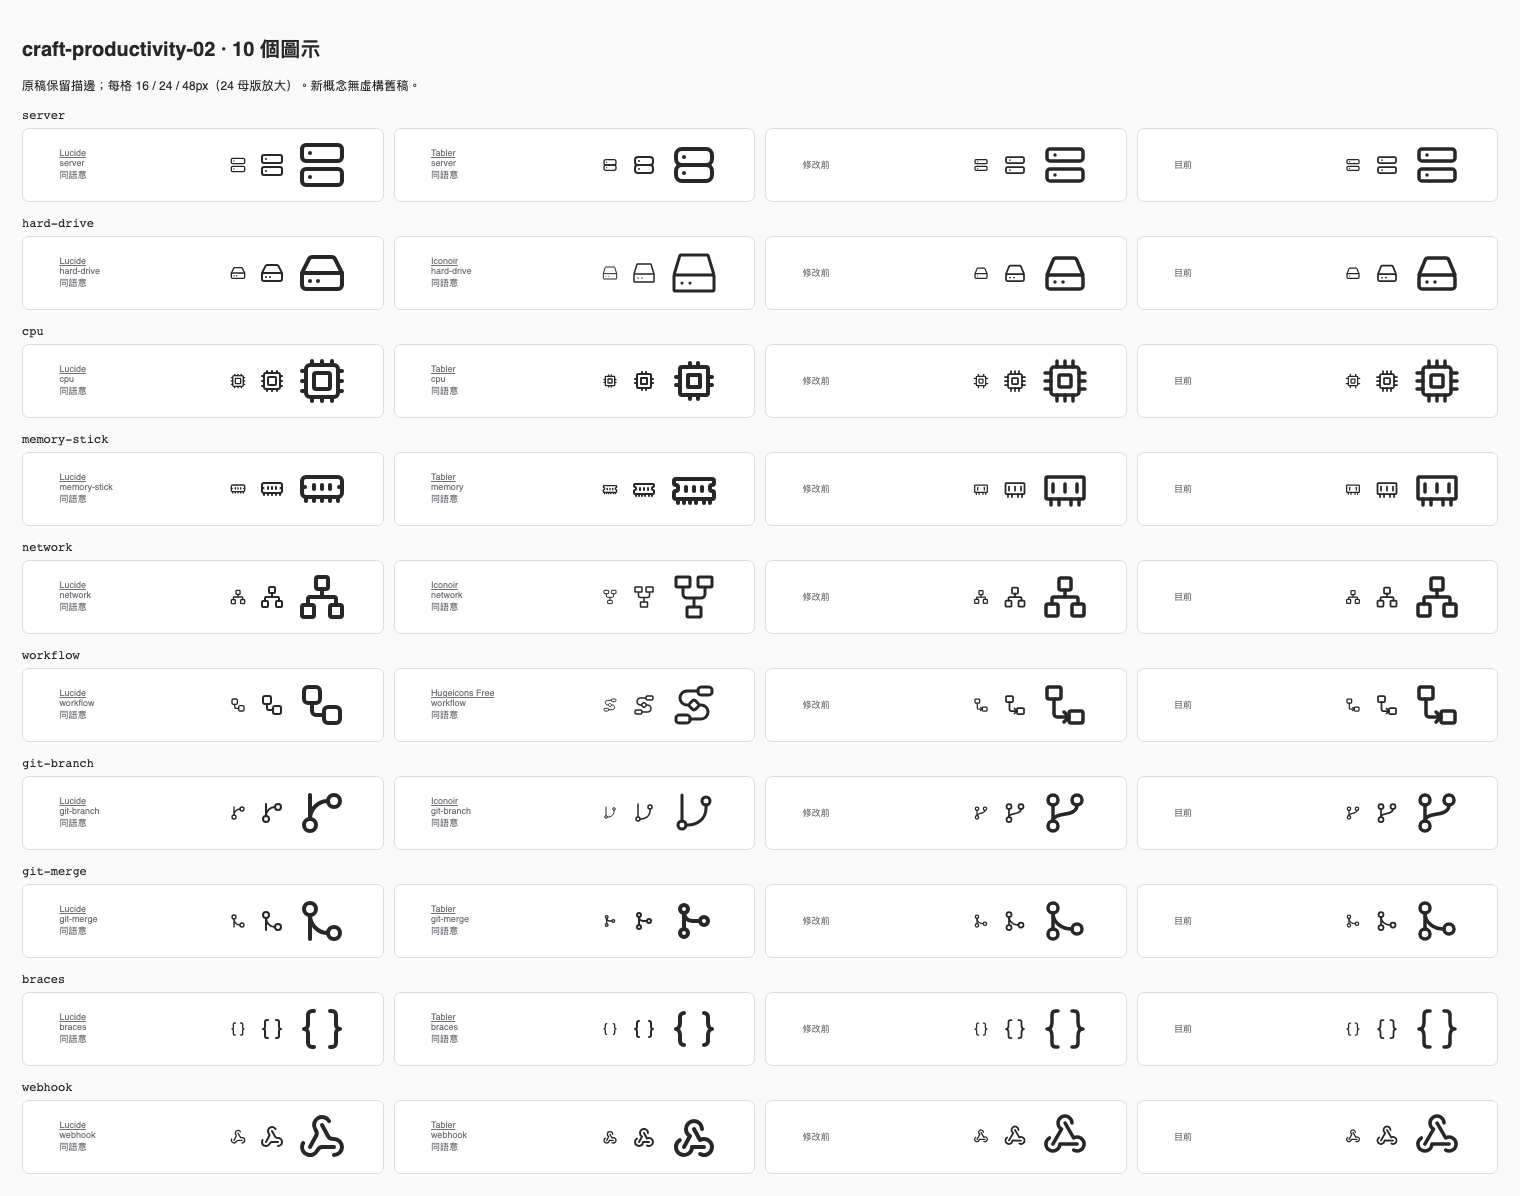 craft-productivity-02 · 10 個圖示
原稿保留描邊；每格 16 / 24 / 48px（24 母版放大）。新概念無虛構舊稿。
server
Lucide
server
同語意
Tabler
server
同語意
修改前
目前
hard-drive
Lucide
hard-drive
同語意
Iconoir
hard-drive
同語意
修改前
目前
cpu
Lucide
cpu
同語意
Tabler
cpu
同語意
修改前
目前
memory-stick
Lucide
memory-stick
同語意
Tabler
memory
同語意
修改前
目前
network
Lucide
network
同語意
Iconoir
network
同語意
修改前
目前
workflow
Lucide
workflow
同語意
Hugeicons Free
workflow
同語意
修改前
目前
git-branch
Lucide
git-branch
同語意
Iconoir
git-branch
同語意
修改前
目前
git-merge
Lucide
git-merge
同語意
Tabler
git-merge
同語意
修改前
目前
braces
Lucide
braces
同語意
Tabler
braces
同語意
修改前
目前
webhook
Lucide
webhook
同語意
Tabler
webhook
同語意
修改前
目前